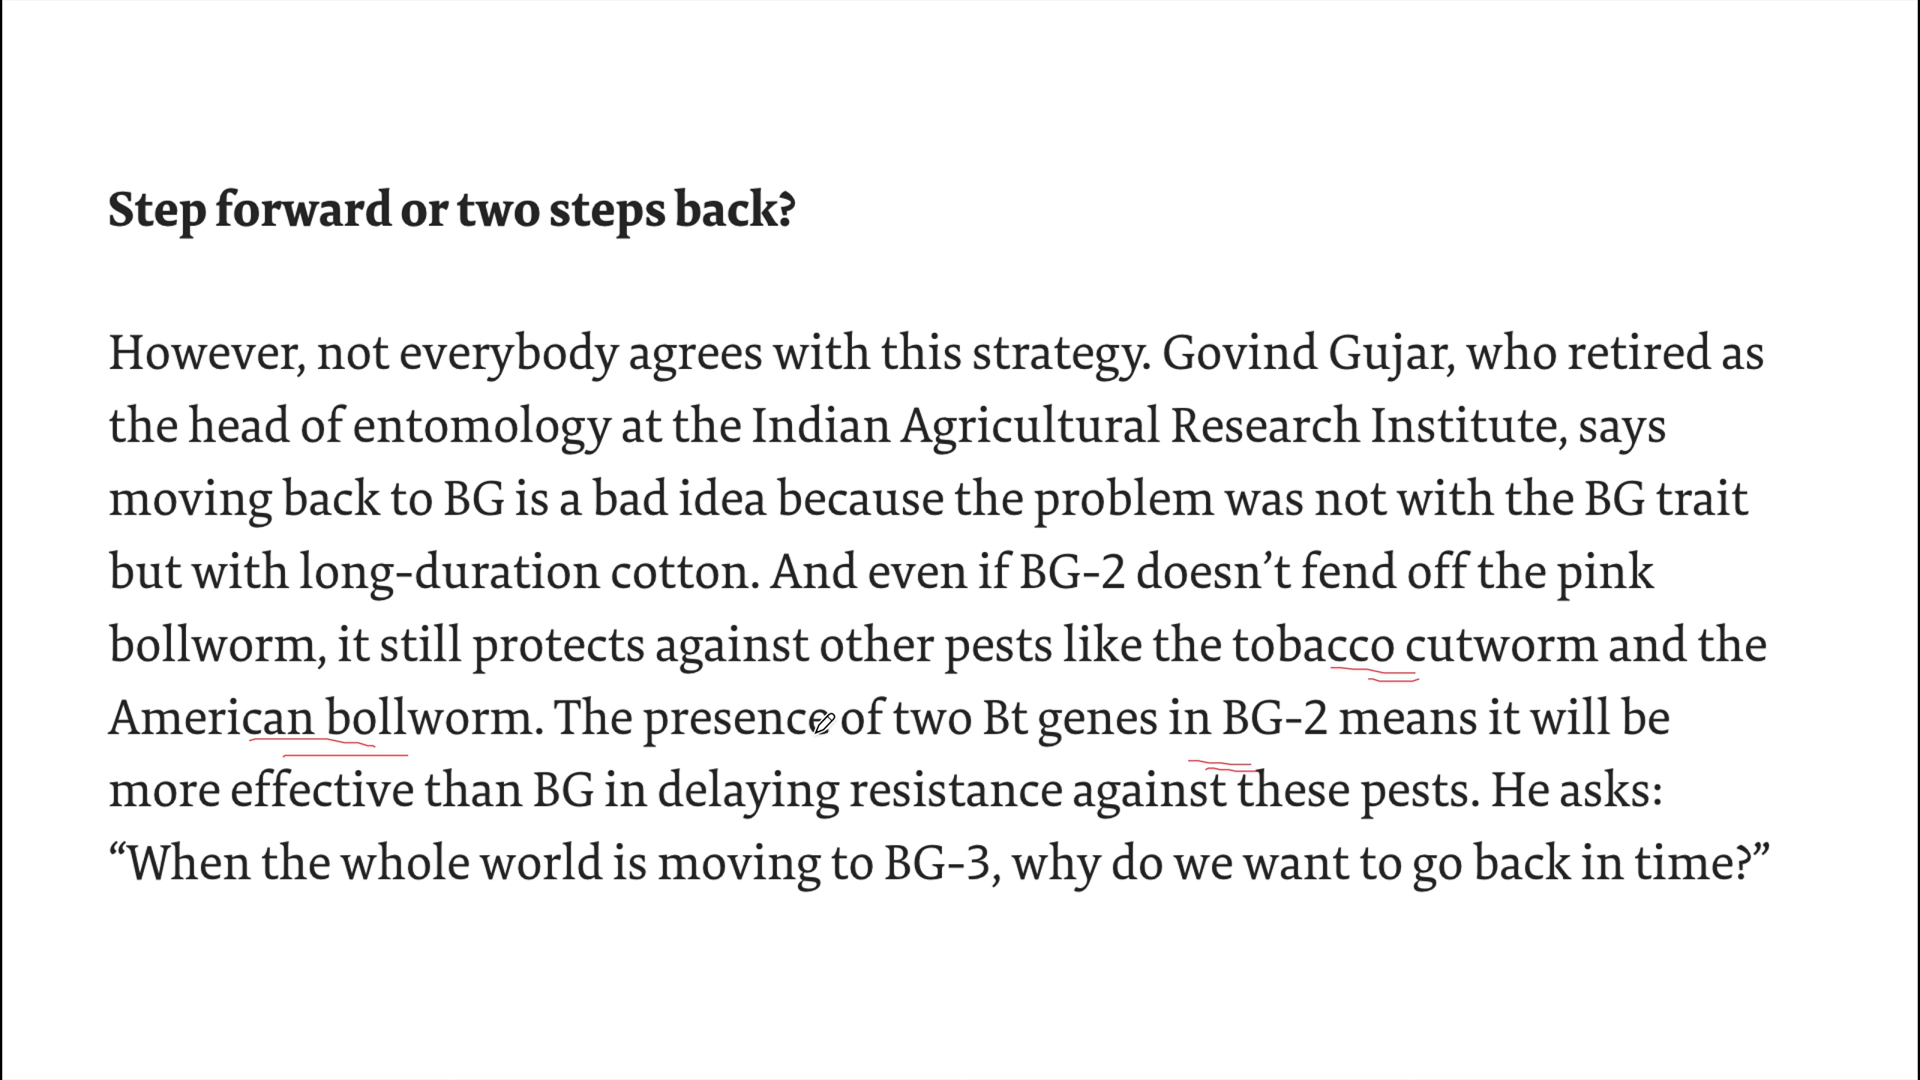 Step forward or two steps back?
However, not everybody agrees with this strategy. Govind Gujar, who retired as
the head of entomology at the Indian Agricultural Research Institute, says
moving back to BG is a bad idea because the problem was not with the BG trait
but with long-duration cotton. And even if BG-2 doesn’t fend off the pink
bollworm, it still protects against other pests like the tobacco cutworm and the
American bollworm. The presence of two Bt genes in BG-2 means it will be
more effective than BG in delaying resistance against these pests. He asks:
“When the whole world is moving to BG-3, why do we want to go back in time?”